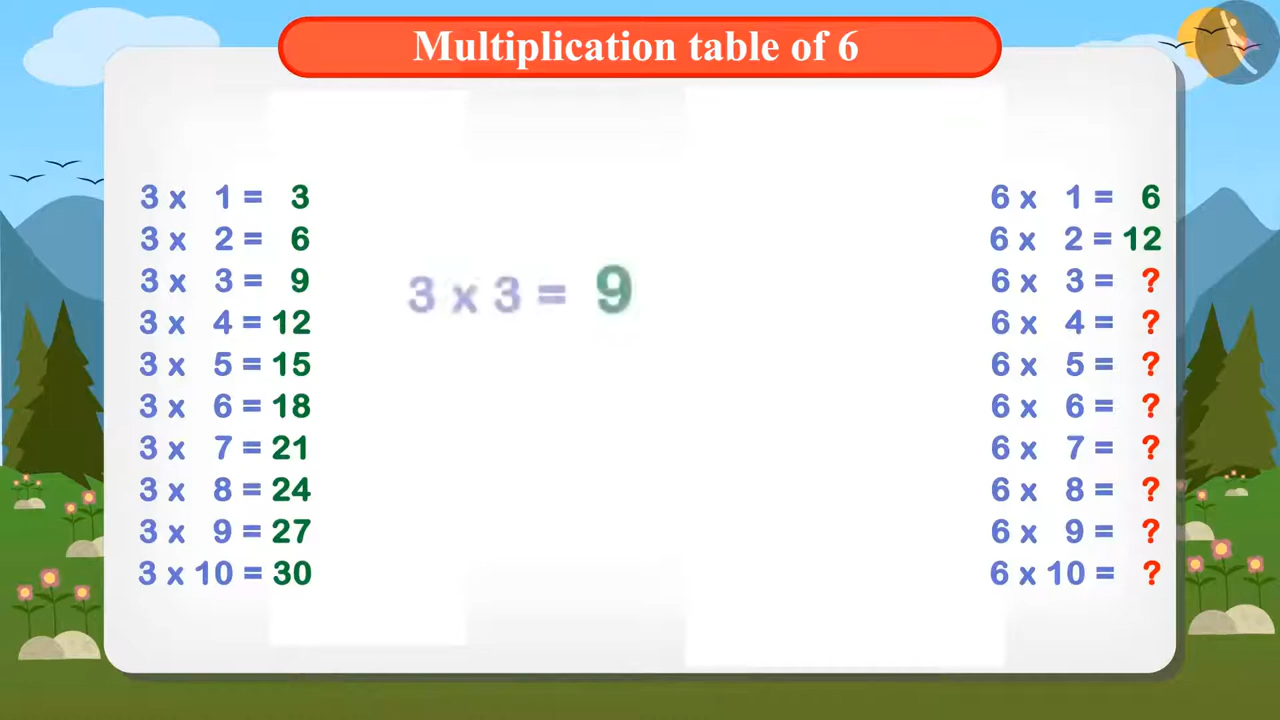 Multiplication table of 6
3 x 1 = 3
3 x 2 = 6
3 x 3 = 9
3 x 4 = 12
3 x 5 = 15
3 x 6 = 18
3 x 7 = 21
3 x 8 = 24
3 x 9 = 27
3 x 10 = 30
3 x 3 = 9
6 x 1 = 6
6 x 2 = 12
6 x 3 = ?
6 x 4 = ?
6 x 5 = ?
6 x 6 = ?
6 x 7 = ?
6 x 8 = ?
6 x 9 = ?
6 x 10 = ?